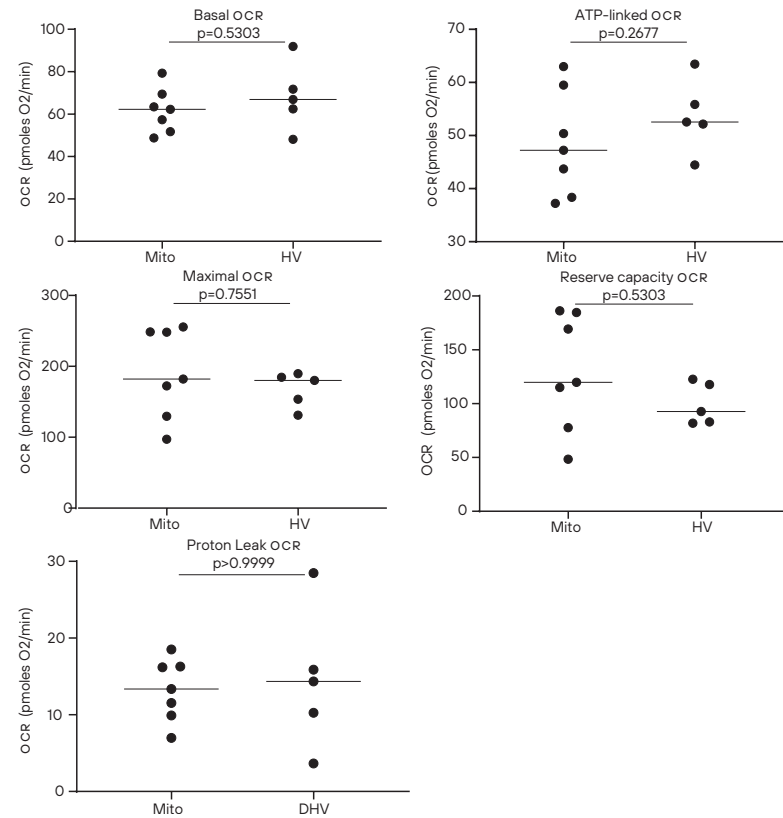 Basal OCR
p=0.5303
100
80
60
40
20
0
OCR (pmoles O2/min)
Mito HV
ATP-linked OCR
p=0.2677
70
60
50
40
30
OCR(pmoles O2/min)
Mito HV
Maximal OCR
p=0.7551
300
200
100
0
OCR (pmoles O2/min)
Mito HV
Reserve capacity OCR
p=0.5303
200
150
100
50
0
OCR (pmoles O2/min)
Mito HV
Proton Leak OCR
p>0.9999
30
20
10
0
OCR (pmoles O2/min)
Mito DHV